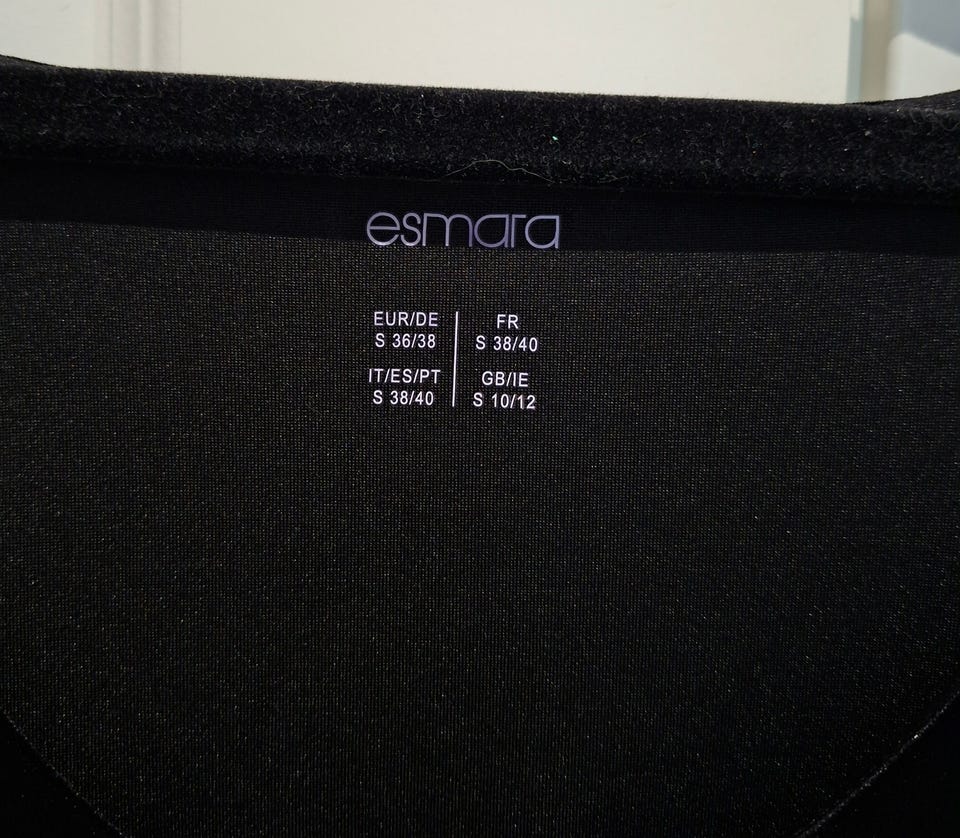 esmara
EUR/DE
S 36/38
FR
S 38/40
IT/ES/PT
S 38/40
GB/IE
S 10/12